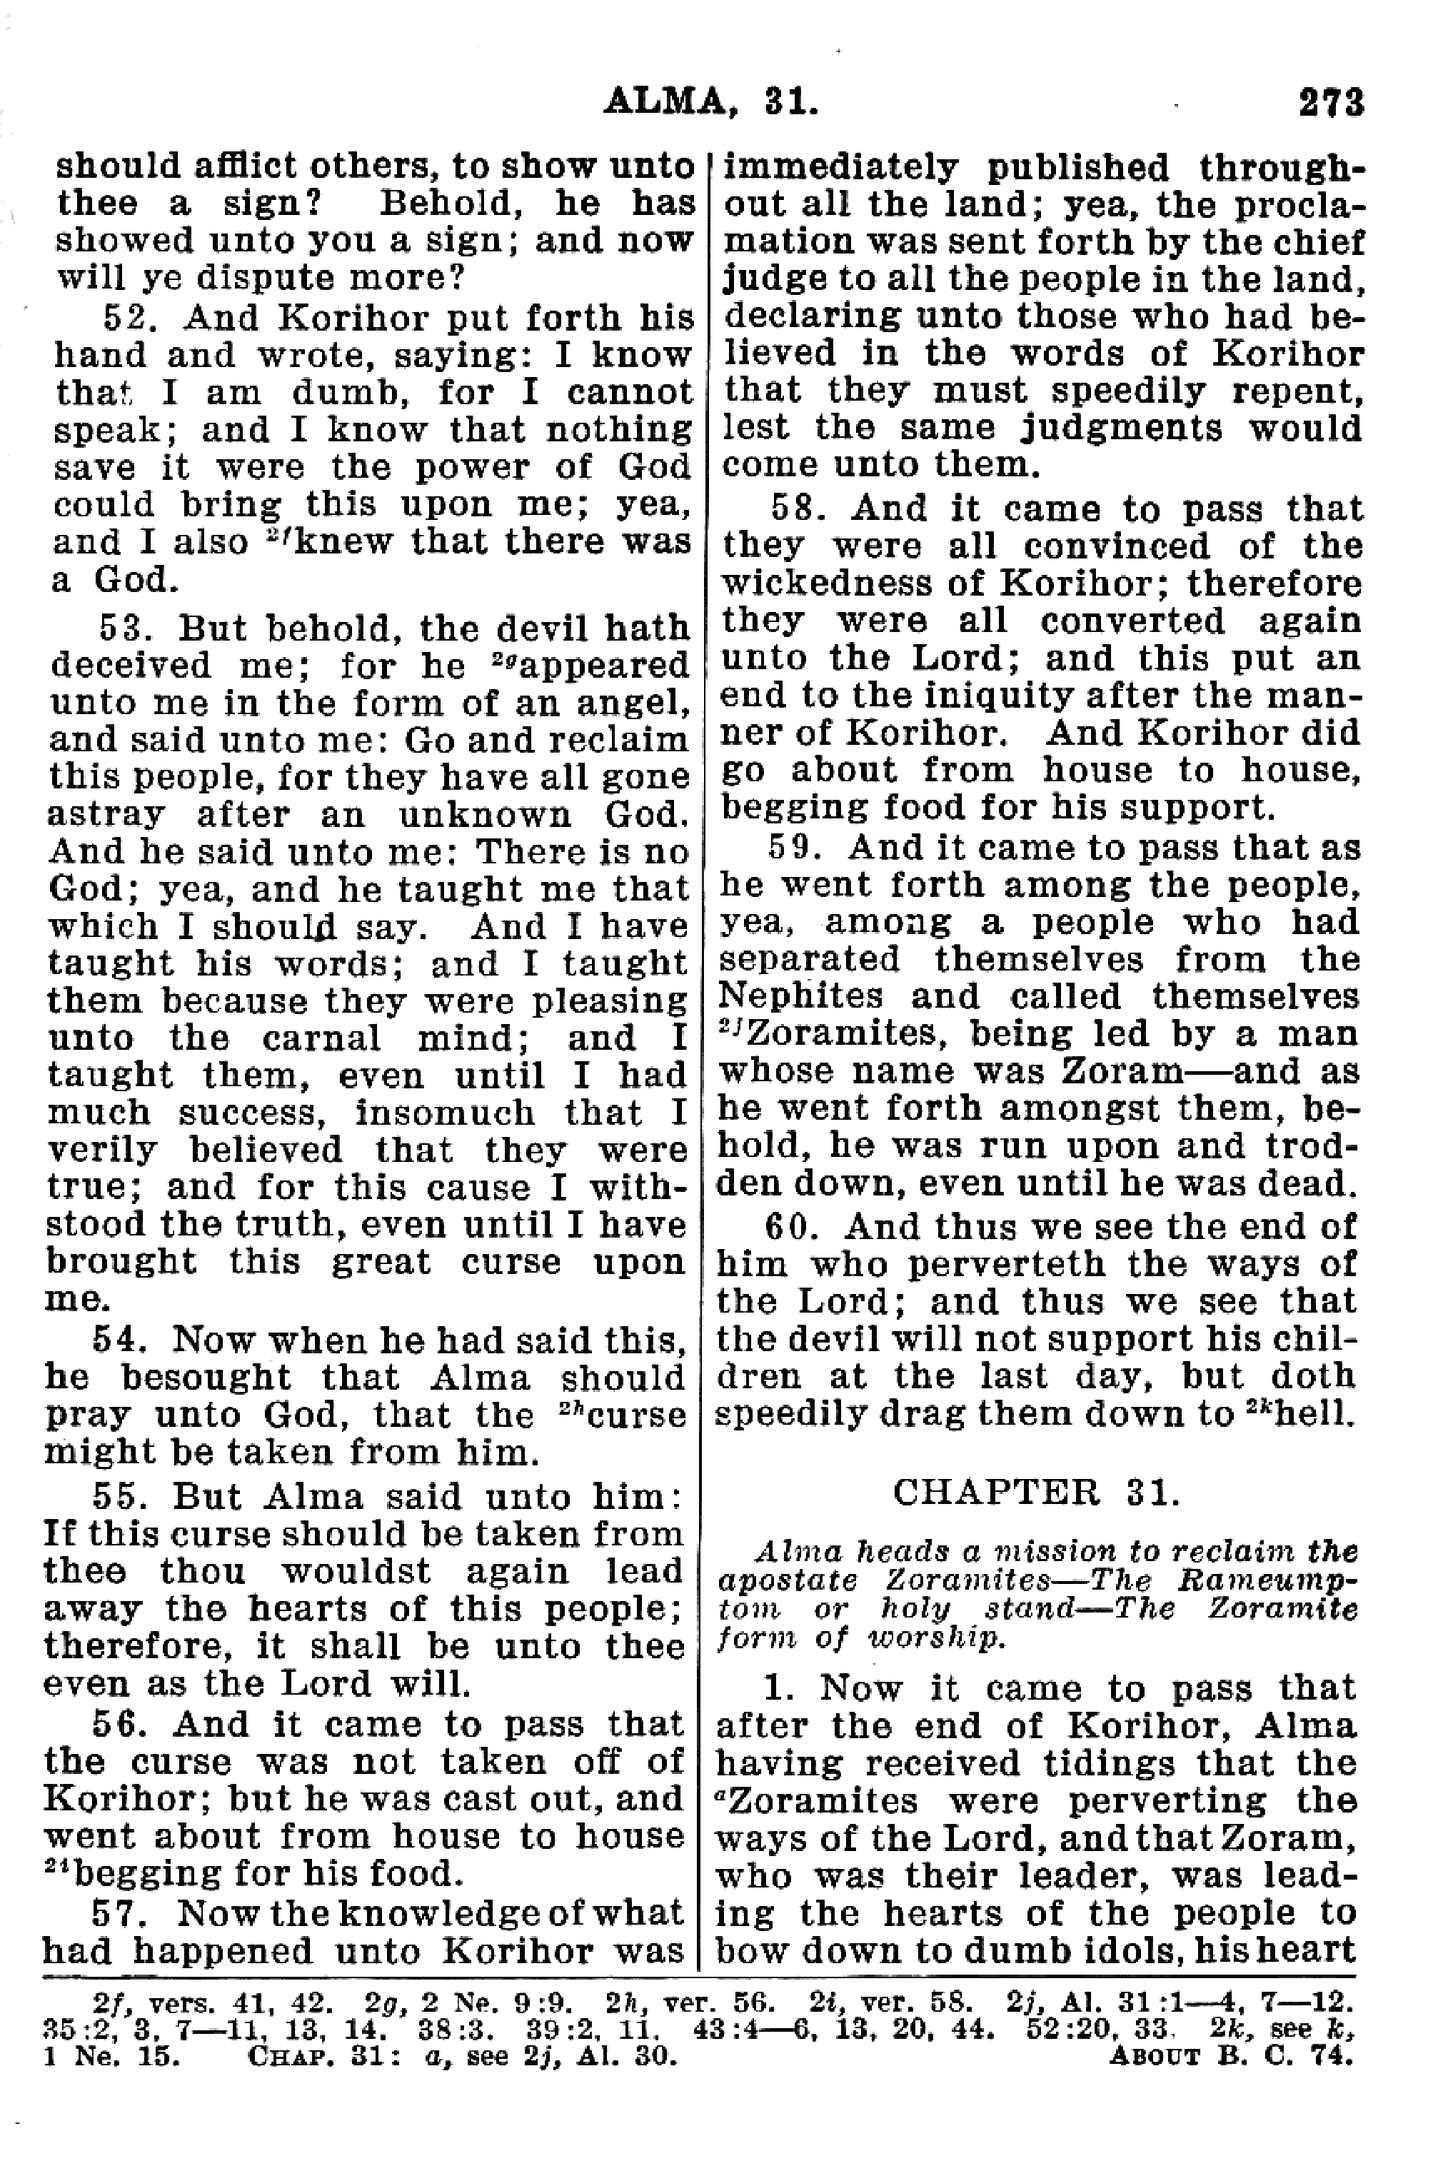 ALMA, 31. 273
should afflict others, to show unto
thee a sign? Behold, he has
showed unto you a sign; and now
will ye dispute more?
52. And Korihor put forth his
hand and wrote, saying: I know
that I am dumb, for I cannot
speak; and I know that nothing
save it were the power of God
could bring this upon me; yea,
and I also 2fknew that there was
a God.
53. But behold, the devil hath
deceived me; for he 2gappeared
unto me in the form of an angel,
and said unto me: Go and reclaim
this people, for they have all gone
astray after an unknown God.
And he said unto me: There is no
God; yea, and he taught me that
which I should say. And I have
taught his words; and I taught
them because they were pleasing
unto the carnal mind; and I
taught them, even until I had
much success, insomuch that I
verily believed that they were
true; and for this cause I with-
stood the truth, even until I have
brought this great curse upon
me.
54. Now when he had said this,
he besought that Alma should
pray unto God, that the 2hcurse
might be taken from him.
55. But Alma said unto him:
If this curse should be taken from
thee thou wouldst again lead
away the hearts of this people;
therefore, it shall be unto thee
even as the Lord will.
56. And it came to pass that
the curse was not taken off of
Korihor; but he was cast out, and
went about from house to house
2ibegging for his food.
57. Now the knowledge of what
had happened unto Korihor was
immediately published through-
out all the land; yea, the procla-
mation was sent forth by the chief
judge to all the people in the land,
declaring unto those who had be-
lieved in the words of Korihor
that they must speedily repent,
lest the same judgments would
come unto them.
58. And it came to pass that
they were all convinced of the
wickedness of Korihor; therefore
they were all converted again
unto the Lord; and this put an
end to the iniquity after the man-
ner of Korihor. And Korihor did
go about from house to house,
begging food for his support.
59. And it came to pass that as
he went forth among the people,
yea, among a people who had
separated themselves from the
Nephites and called themselves
2jZoramites, being led by a man
whose name was Zoram—and as
he went forth amongst them, be-
hold, he was run upon and trod-
den down, even until he was dead.
60. And thus we see the end of
him who perverteth the ways of
the Lord; and thus we see that
the devil will not support his chil-
dren at the last day, but doth
speedily drag them down to 2khell.
CHAPTER 31.
Alma heads a mission to reclaim the
apostate Zoramites—The Rameump-
tom or holy stand—The Zoramite
form of worship.
1. Now it came to pass that
after the end of Korihor, Alma
having received tidings that the
aZoramites were perverting the
ways of the Lord, and that Zoram,
who was their leader, was lead-
ing the hearts of the people to
bow down to dumb idols, his heart
2f, vers. 41, 42. 2g, 2 Ne. 9:9. 2h, ver. 56. 2i, ver. 58. 2j, Al. 31:1—4, 7—12.
35:2, 3, 7—11, 13, 14. 38:3. 39:2, 11. 43:4—6, 13, 20, 44. 52:20, 33. 2k, see k,
1 Ne. 15. CHAP. 31: a, see 2j, Al. 30. ABOUT B. C. 74.